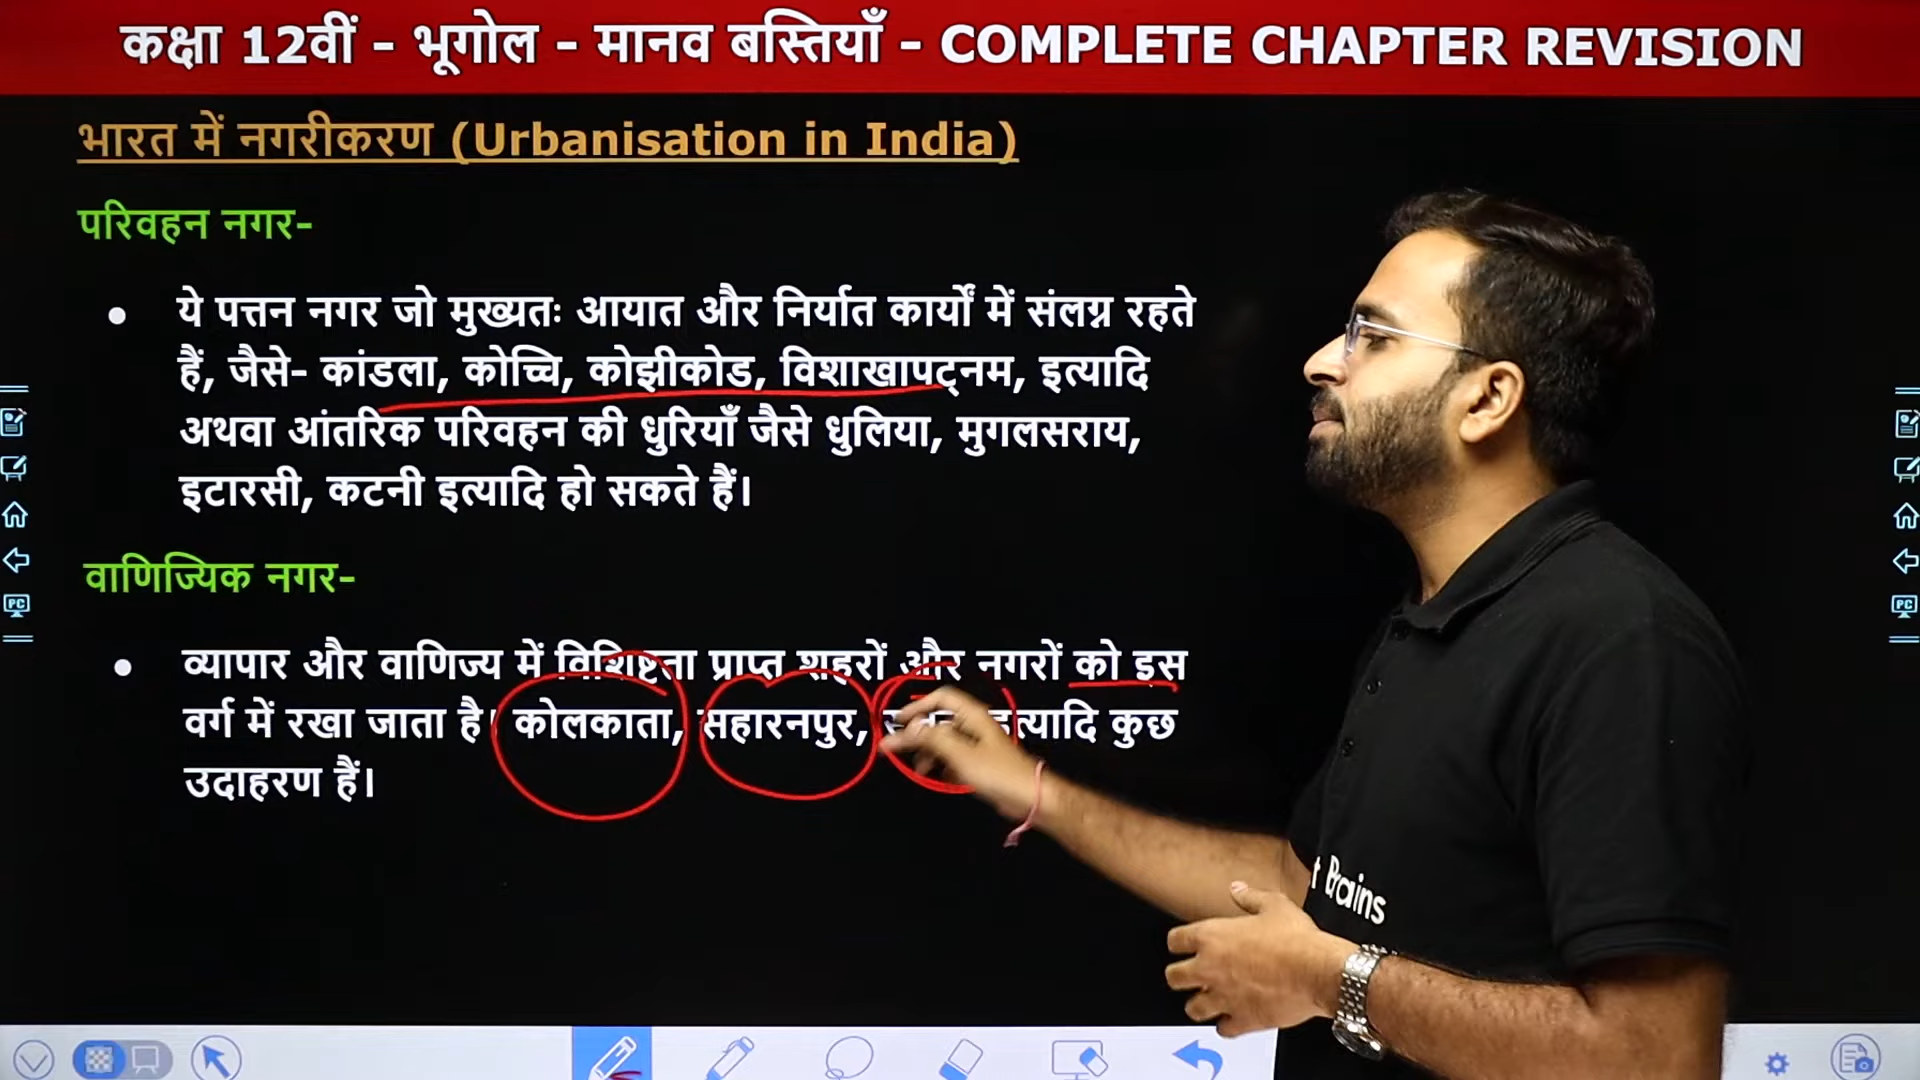 कक्षा 12वीं - भूगोल - मानव बस्तियाँ - COMPLETE CHAPTER REVISION
भारत में नगरीकरण (Urbanisation in India)
परिवहन नगर-
• ये पत्तन नगर जो मुख्यतः आयात और निर्यात कार्यों में संलग्न रहते
हैं, जैसे- कांडला, कोच्चि, कोझीकोड, विशाखापट्नम, इत्यादि
अथवा आंतरिक परिवहन की धुरियाँ जैसे धुलिया, मुगलसराय,
इटारसी, कटनी इत्यादि हो सकते हैं।
वाणिज्यिक नगर-
• व्यापार और वाणिज्य में विशिष्टता प्राप्त शहरों और नगरों को इस
वर्ग में रखा जाता है। कोलकाता, सहारनपुर, इत्यादि कुछ
उदाहरण हैं।
Brains
PC
PC